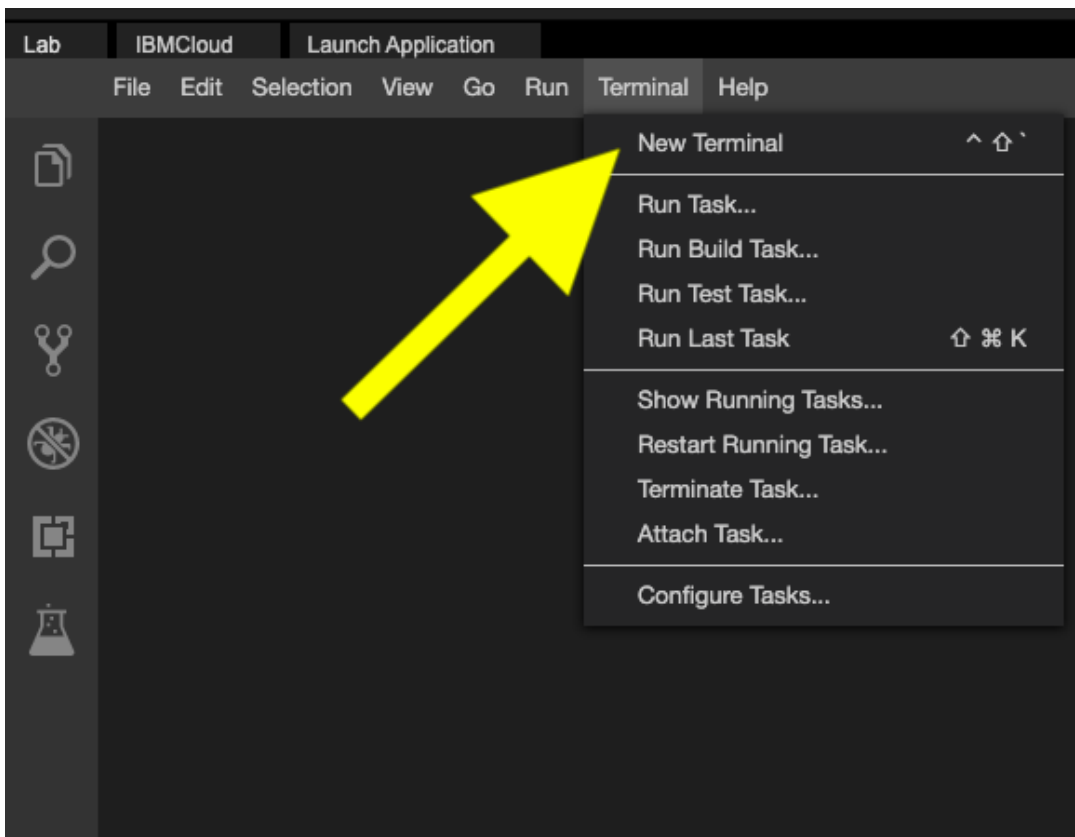 Lab IBMCloud Launch Application
File Edit Selection View Go Run Terminal Help
New Terminal ^ ⇧ `
Run Task...
Run Build Task...
Run Test Task...
Run Last Task ⇧ ⌘ K
Show Running Tasks...
Restart Running Task...
Terminate Task...
Attach Task...
Configure Tasks...